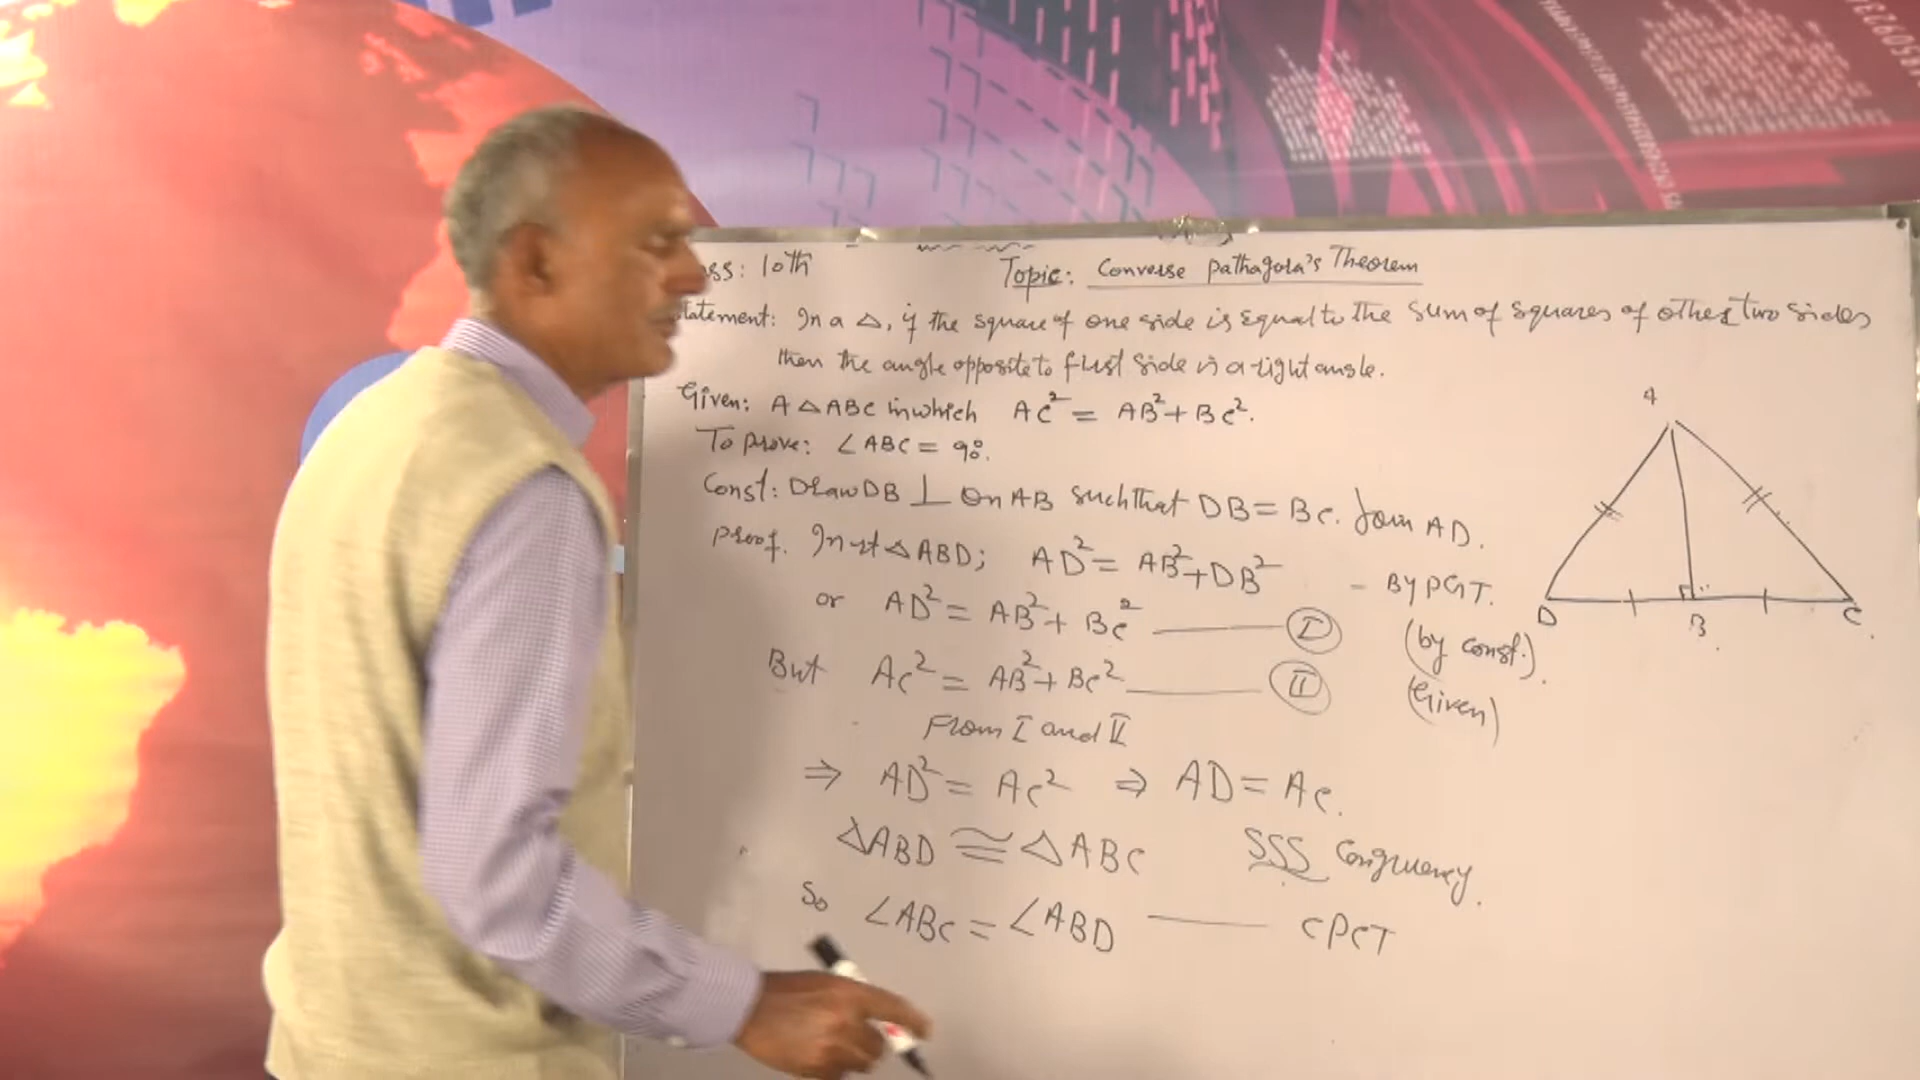 ss: 10th
Topic: Converse Pathagora's Theorem
Statement: In a △, if the square of one side is Equal to the Sum of Squares of other two Sides
then the angle opposite to first Side is a right angle.
Given: A △ABC in which AC² = AB² + BC².
To prove: ∠ABC = 90°.
Const: Draw DB ⊥ on AB such that DB = BC. Join AD.
Proof. In rt △ABD; AD² = AB² + DB² - By PGT.
or AD² = AB² + BC² — I (by const.)
But AC² = AB² + BC² — II (Given)
From I and II
⇒ AD² = AC² ⇒ AD = AC.
△ABD ≅ △ABC SSS Congruency.
So ∠ABC = ∠ABD — CPCT
A
D
B
C